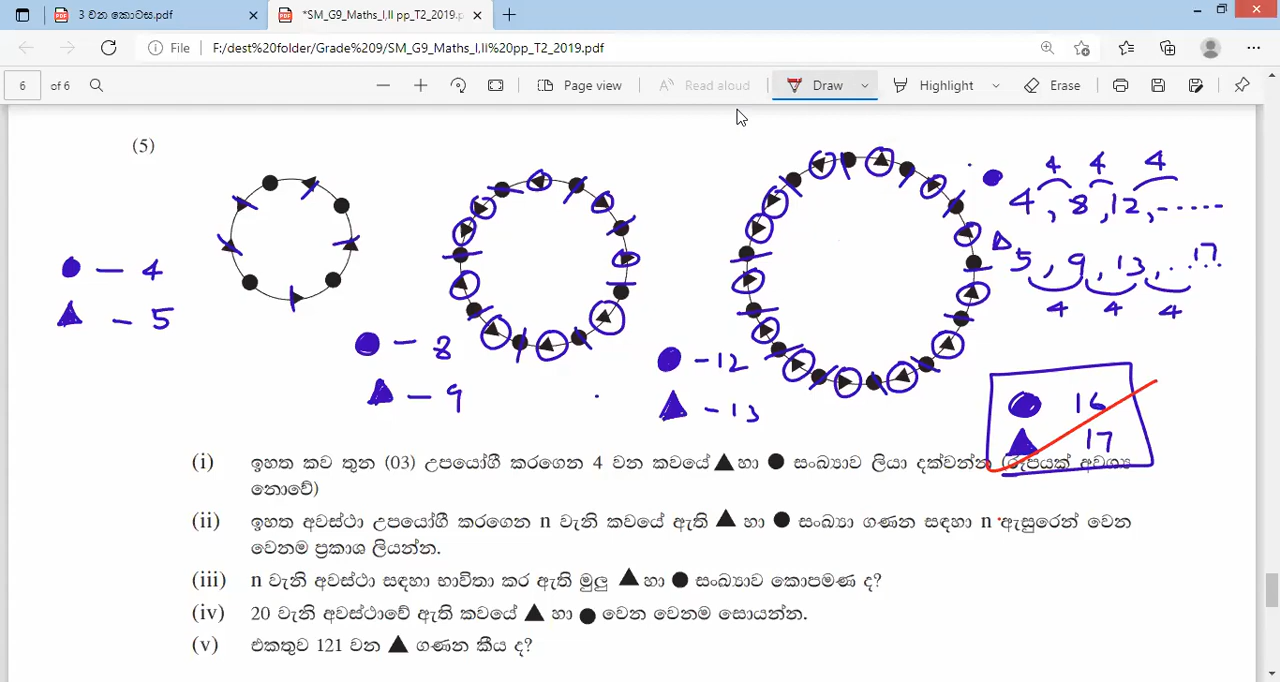 3 වන කොටස.pdf
*SM_G9_Maths_I,II pp_T2_2019.p
File F:/dest%20folder/Grade%209/SM_G9_Maths_I,II%20pp_T2_2019.pdf
6 of 6 Page view Read aloud Draw Highlight Erase
(5)
4 4 4
4, 8, 12, ------
5, 9, 13, ... 17
4 4 4
● — 4
▲ — 5
● — 8
▲ — 9
● — 12
▲ — 13
● 16
▲ 17
(i) ඉහත කව තුන (03) උපයෝගී කරගෙන 4 වන කවයේ ▲ හා ● සංඛ්‍යාව ලියා දක්වන්න (රූපයක් අවශ්‍ය
නොවේ)
(ii) ඉහත අවස්ථා උපයෝගී කරගෙන n වැනි කවයේ ඇති ▲ හා ● සංඛ්‍යා ගණන සඳහා n ඇසුරෙන් වෙන
වෙනම ප්‍රකාශ ලියන්න.
(iii) n වැනි අවස්ථා සඳහා භාවිතා කර ඇති මුලු ▲ හා ● සංඛ්‍යාව කොපමණ ද?
(iv) 20 වැනි අවස්ථාවේ ඇති කවයේ ▲ හා ● වෙන වෙනම සොයන්න.
(v) එකතුව 121 වන ▲ ගණන කීය ද?